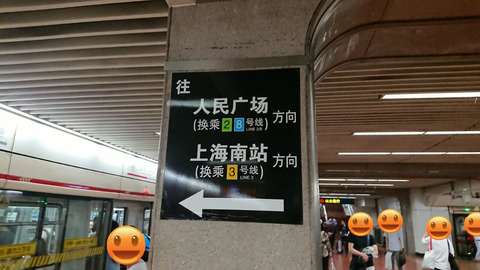 往
人民广场
(换乘 2 8 号线) 方向
LINE 2/8
上海南站
(换乘 3 号线) 方向
LINE 3